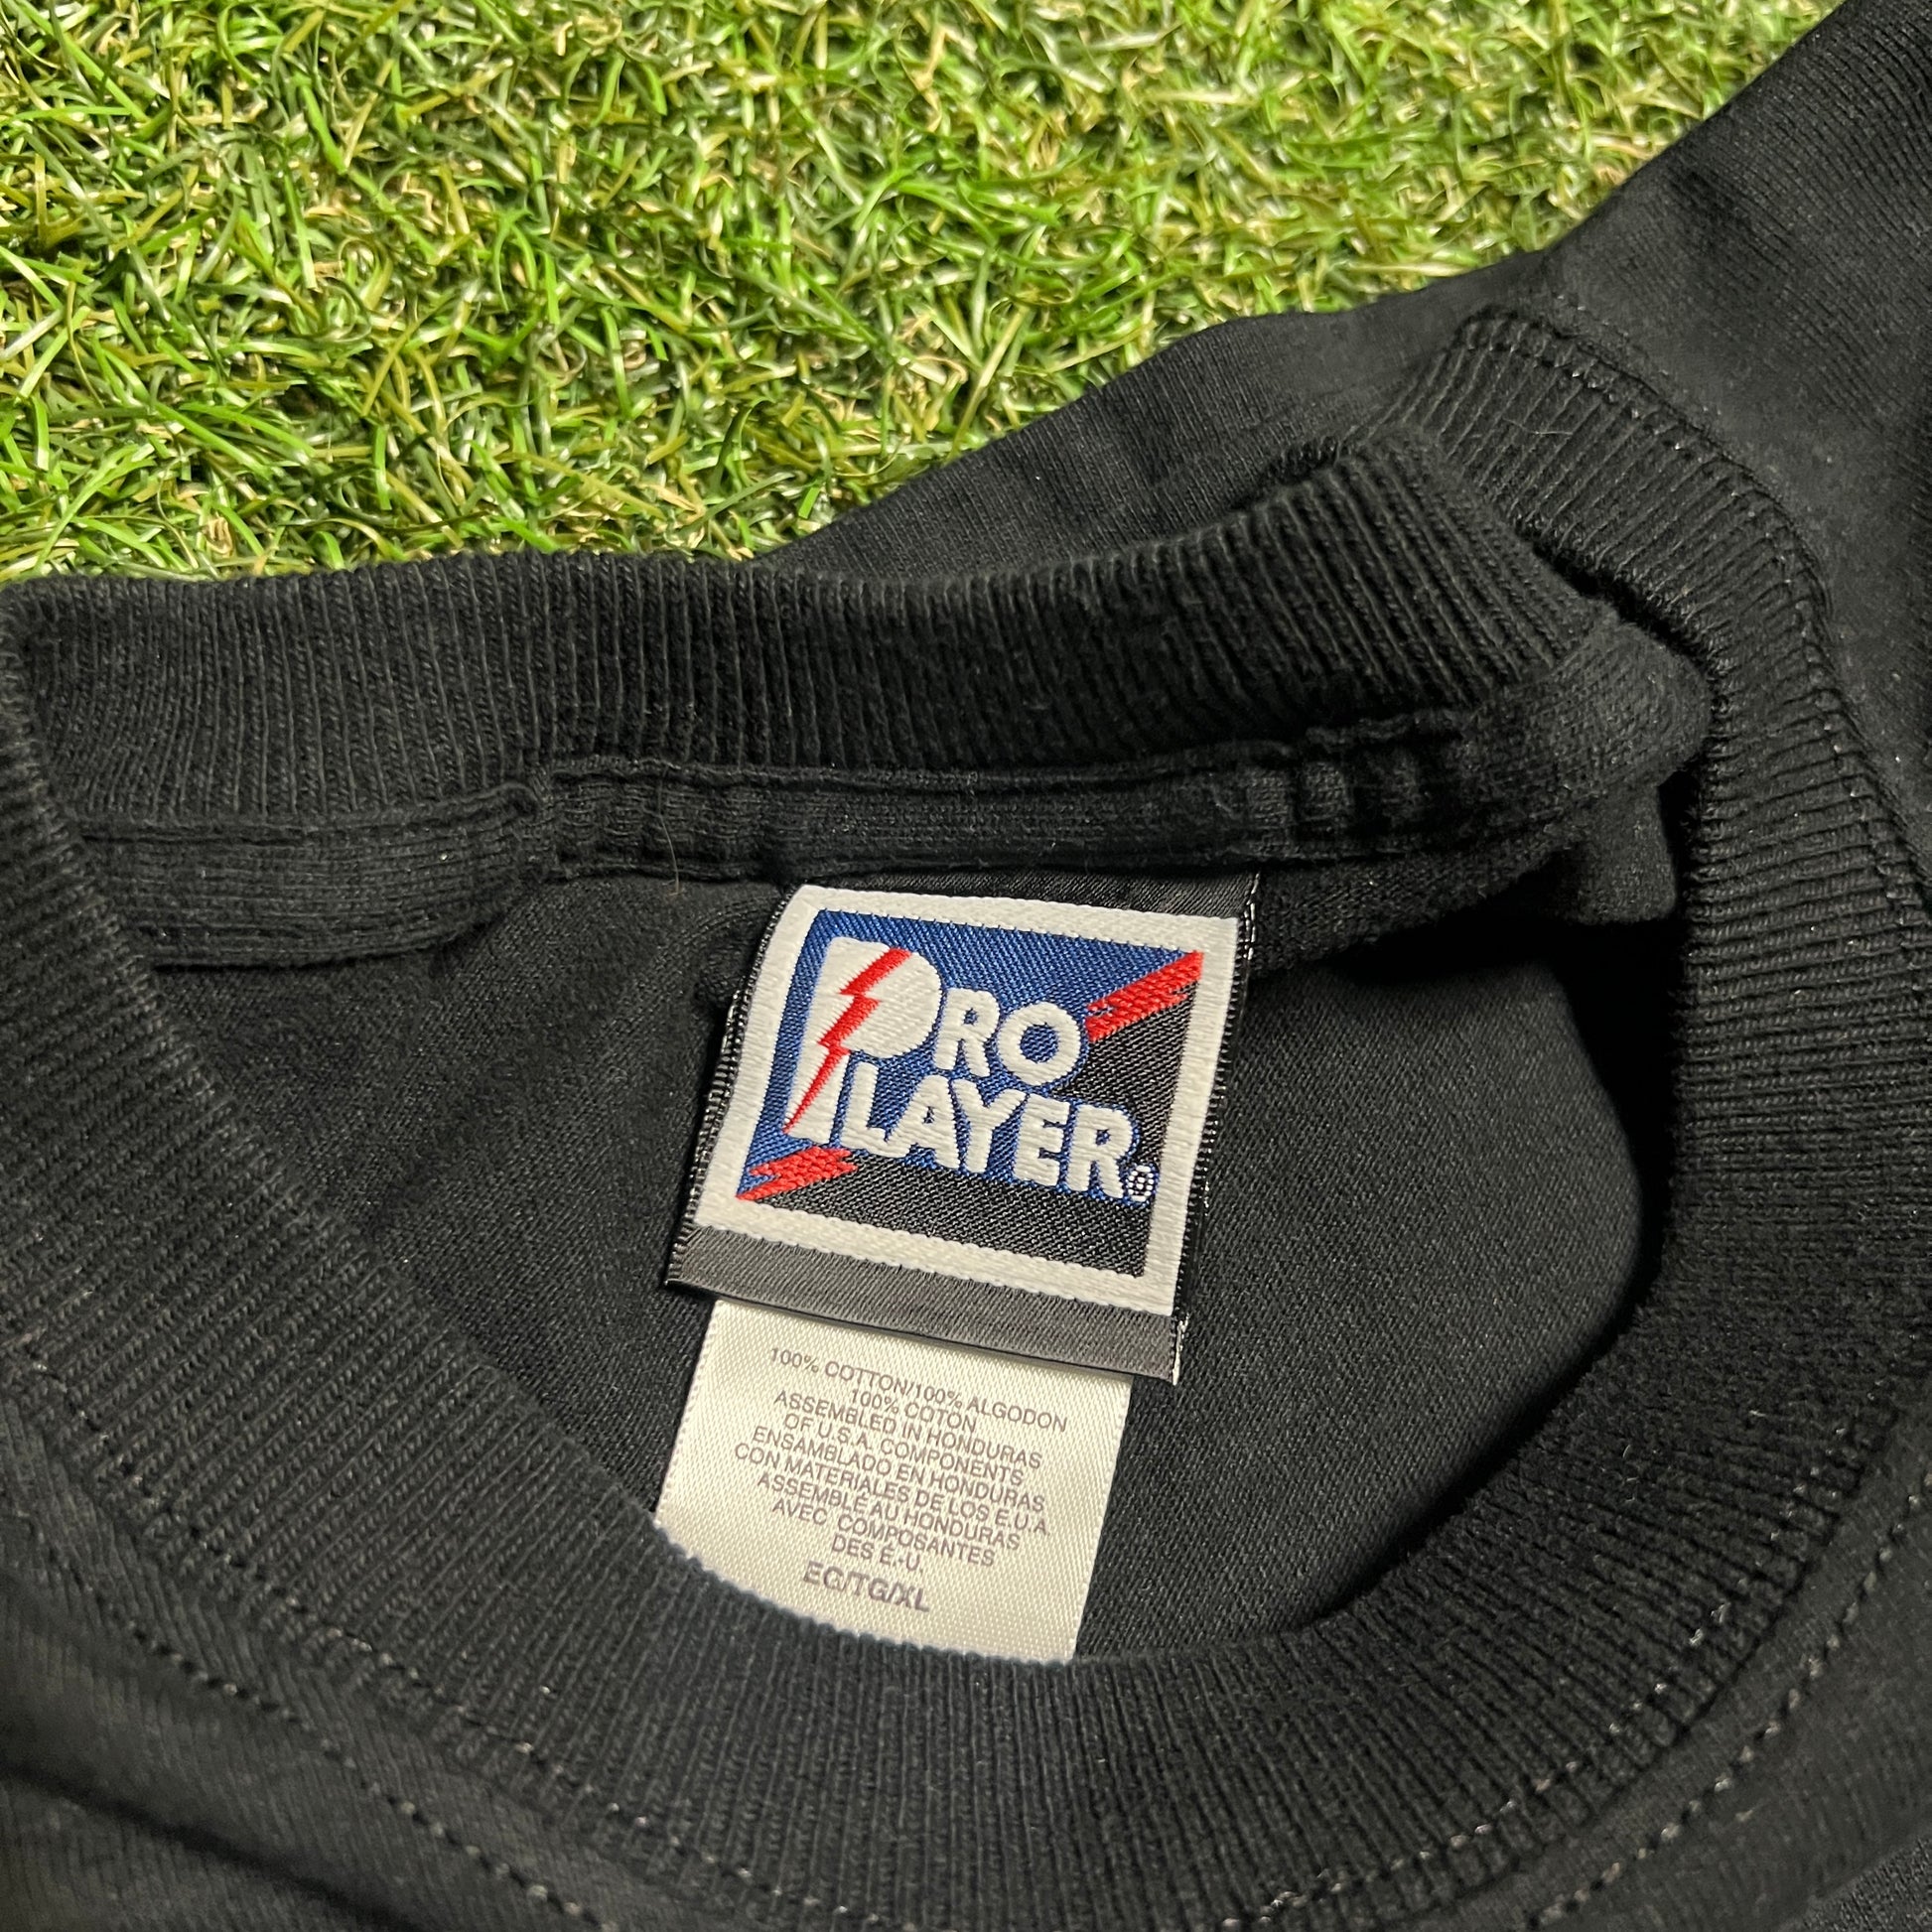 PRO
PLAYER®
100% COTTON/100% ALGODON
100% COTON
ASSEMBLED IN HONDURAS
OF U.S.A. COMPONENTS
ENSAMBLADO EN HONDURAS
CON MATERIALES DE LOS E.U.A.
ASSEMBLÉ AU HONDURAS
AVEC COMPOSANTES
DES É.-U.
EG/TG/XL